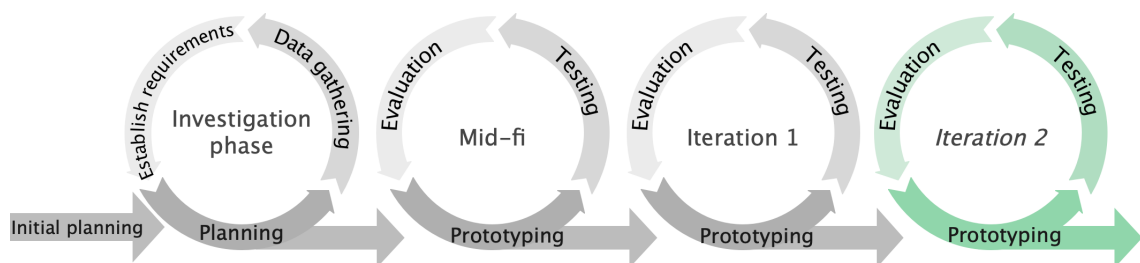 Initial planning
Establish requirements
Data gathering
Investigation
phase
Planning
Evaluation
Testing
Mid-fi
Prototyping
Evaluation
Testing
Iteration 1
Prototyping
Evaluation
Testing
Iteration 2
Prototyping